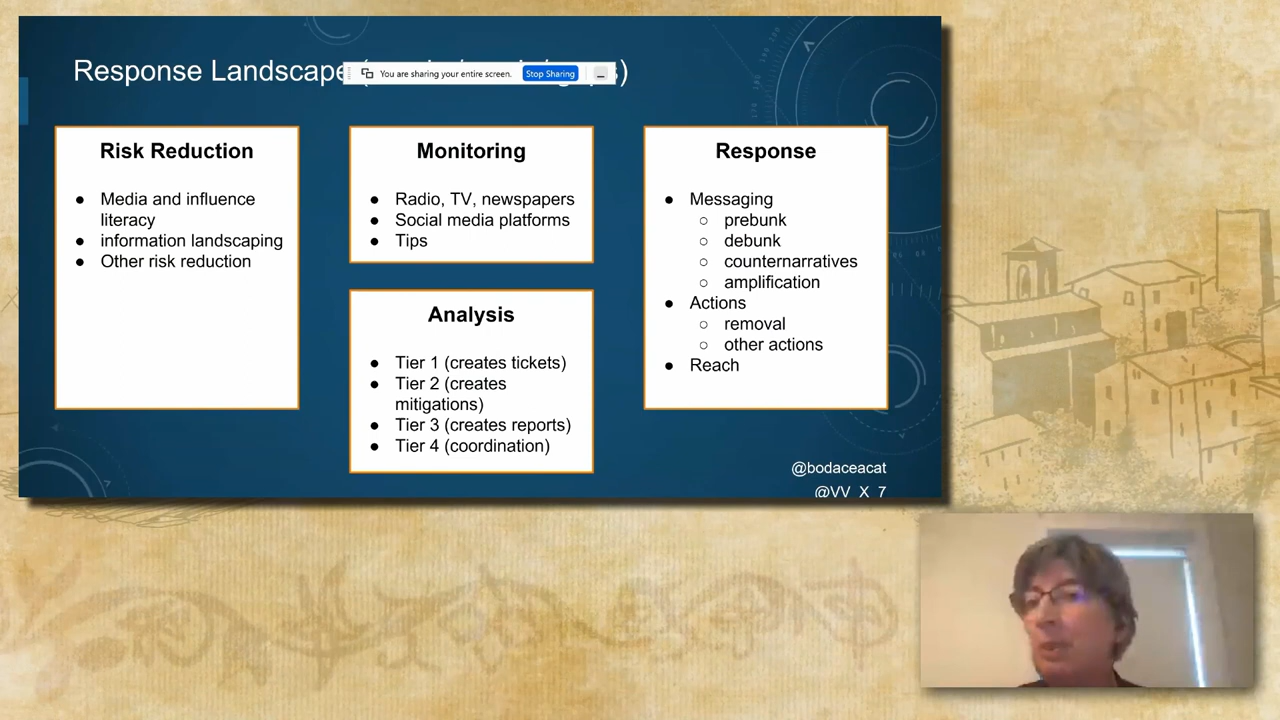 Response Landscape
You are sharing your entire screen.
Stop Sharing
Risk Reduction
● Media and influence
literacy
● information landscaping
● Other risk reduction
Monitoring
● Radio, TV, newspapers
● Social media platforms
● Tips
Analysis
● Tier 1 (creates tickets)
● Tier 2 (creates
mitigations)
● Tier 3 (creates reports)
● Tier 4 (coordination)
Response
● Messaging
○ prebunk
○ debunk
○ counternarratives
○ amplification
● Actions
○ removal
○ other actions
● Reach
@bodaceacat
@VV_X_7